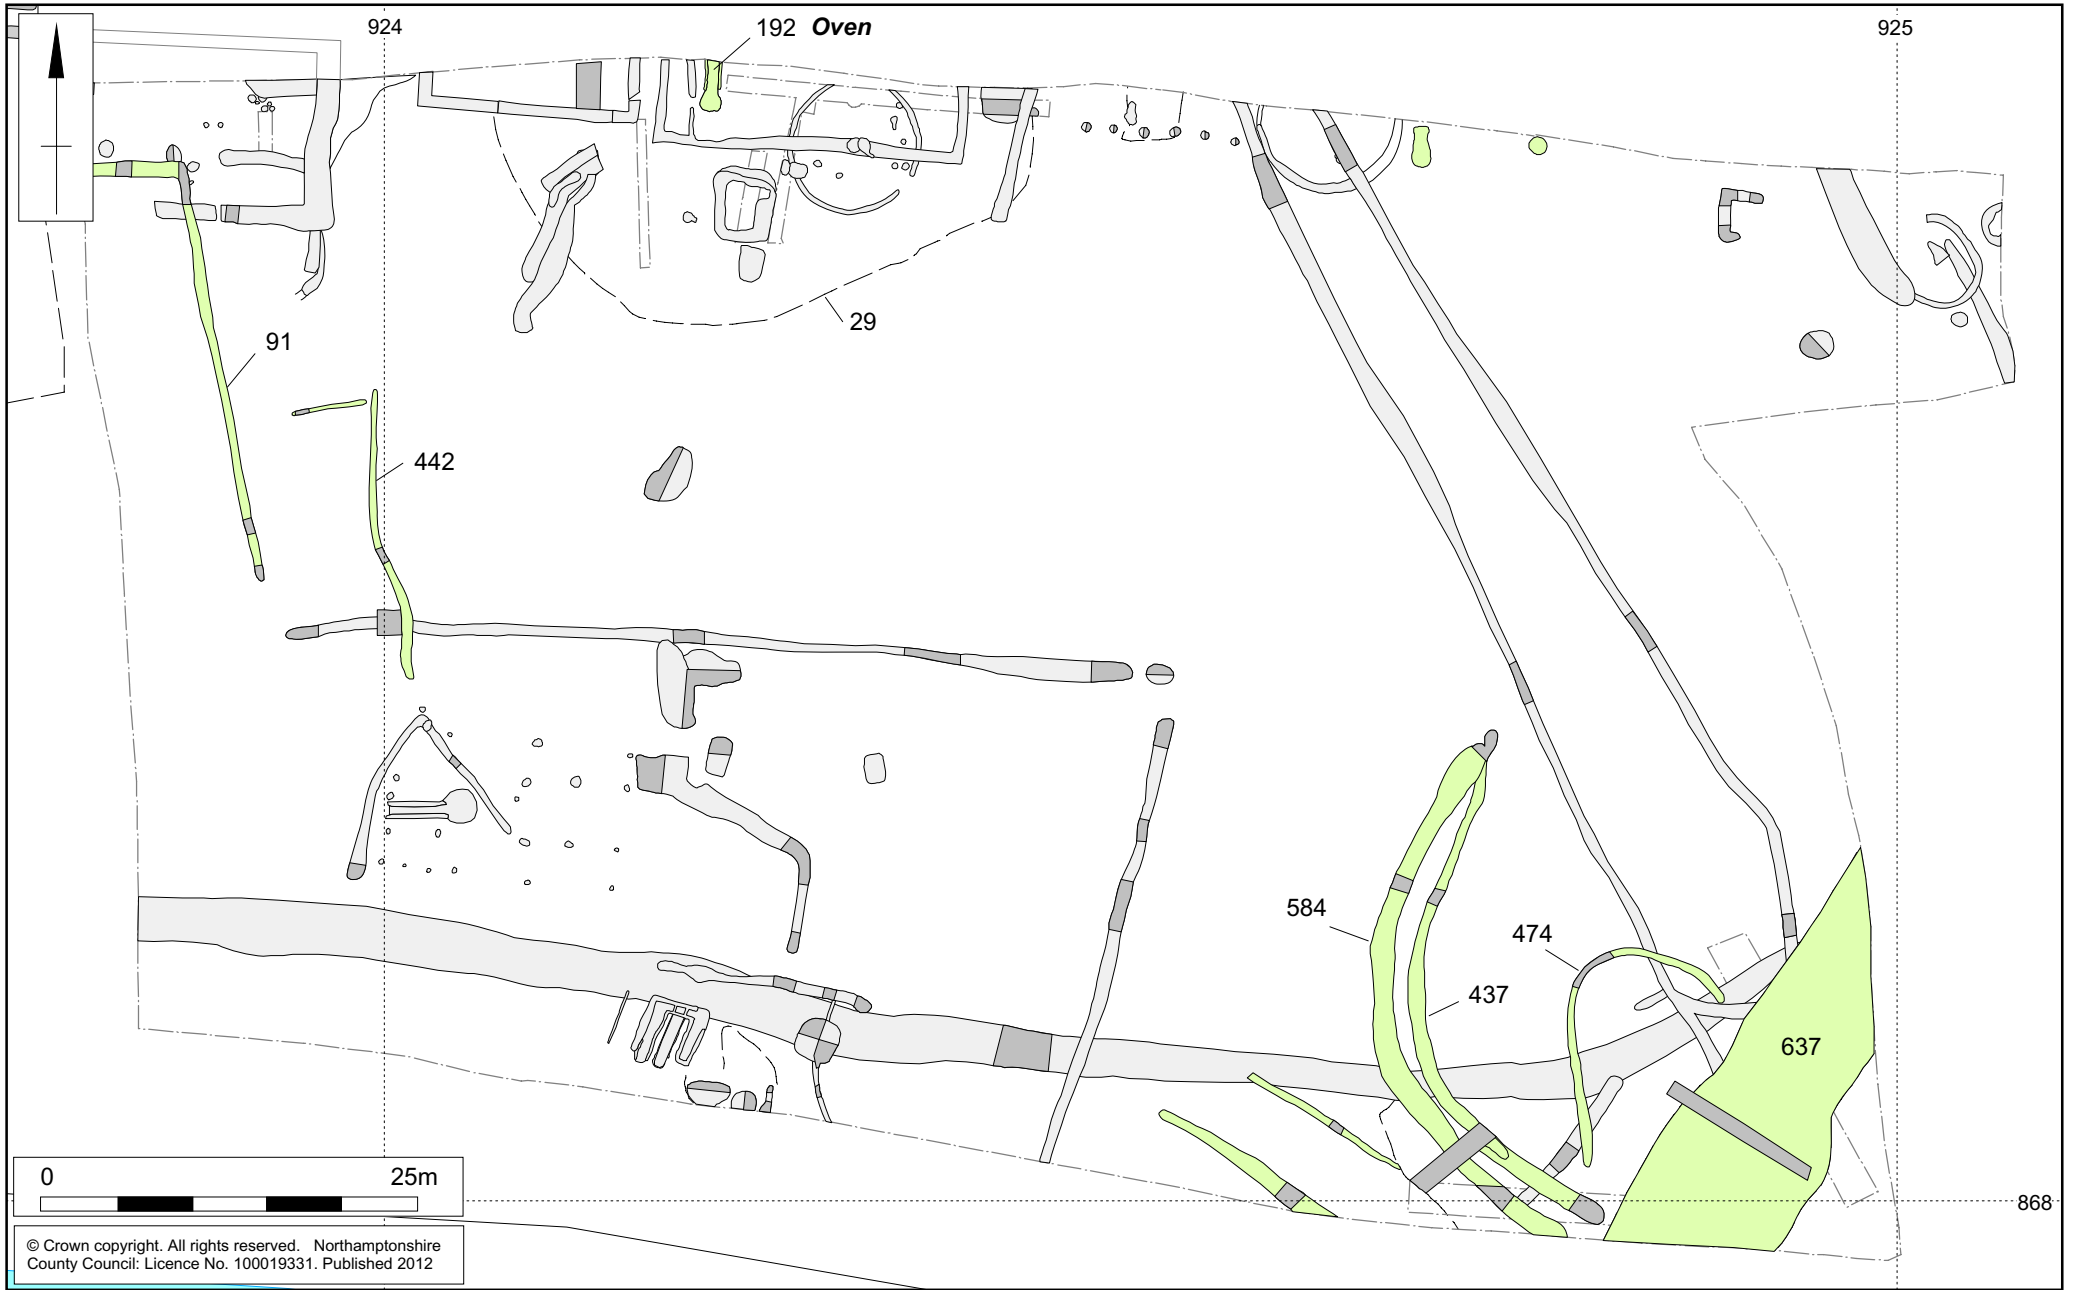 924
192 Oven
925
29
91
442
584
474
437
637
0 25m
868
© Crown copyright. All rights reserved. Northamptonshire
County Council: Licence No. 100019331. Published 2012